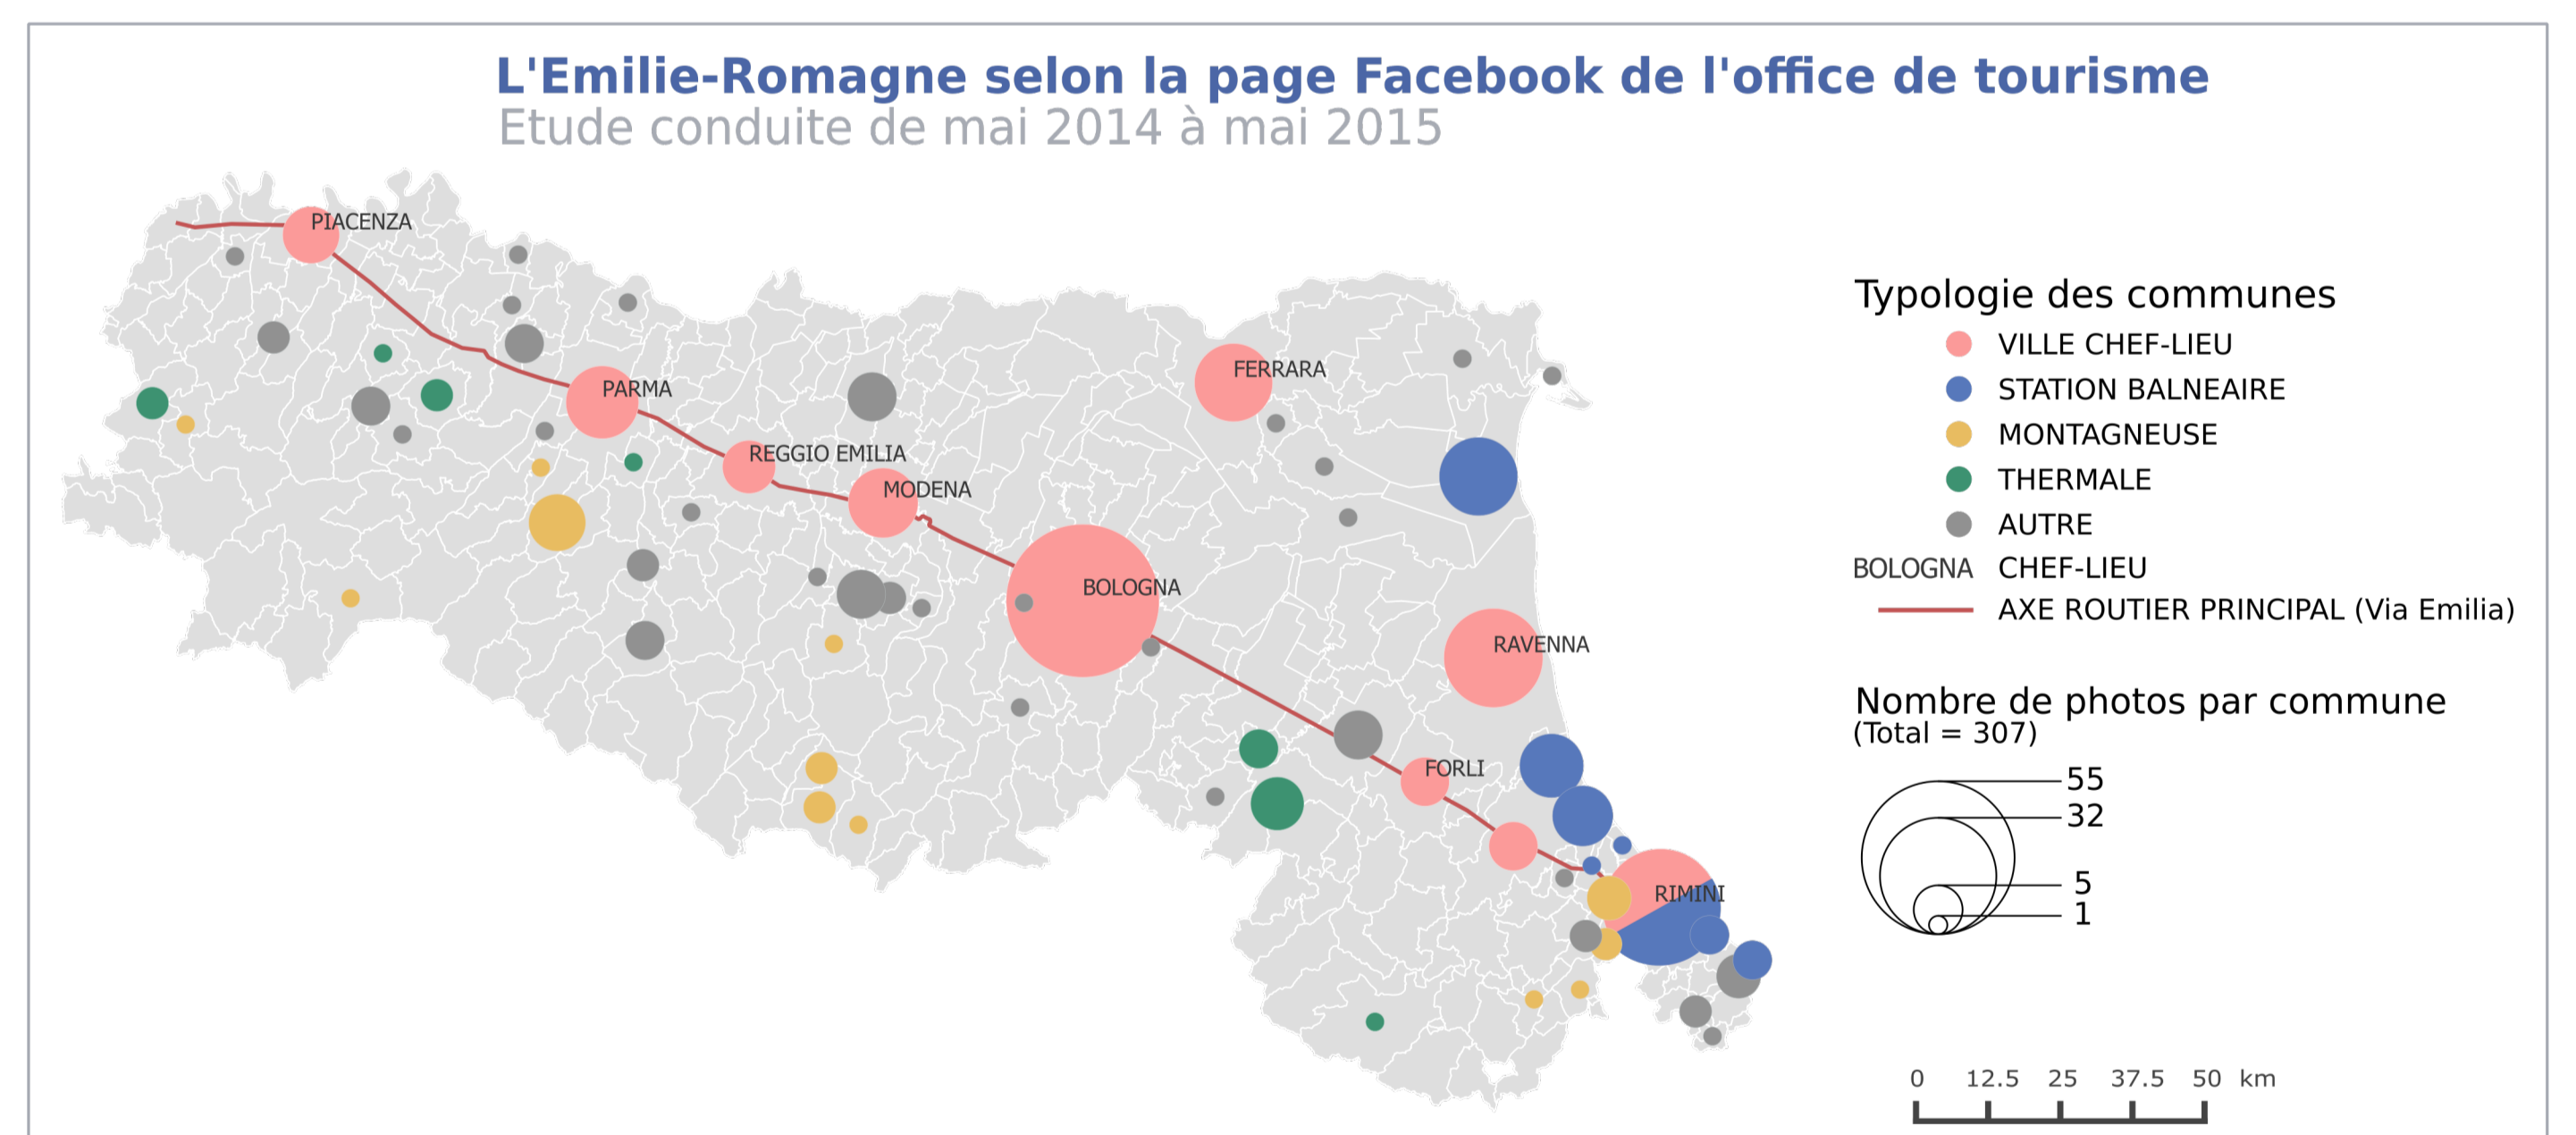 L'Emilie-Romagne selon la page Facebook de l'office de tourisme
Etude conduite de mai 2014 à mai 2015
PIACENZA
PARMA
REGGIO EMILIA
MODENA
FERRARA
BOLOGNA
RAVENNA
FORLI
RIMINI
Typologie des communes
VILLE CHEF-LIEU
STATION BALNEAIRE
MONTAGNEUSE
THERMALE
AUTRE
BOLOGNA CHEF-LIEU
AXE ROUTIER PRINCIPAL (Via Emilia)
Nombre de photos par commune
(Total = 307)
55
32
5
1
0 12.5 25 37.5 50 km